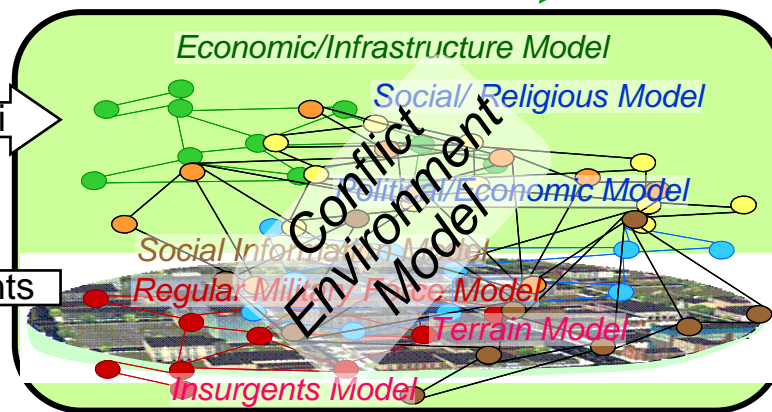 Economic/Infrastructure Model
Social/ Religious Model
Conflict
Environment
Model
Political/Economic Model
Social Information Model
Regular Military Force Model
Terrain Model
Insurgents Model